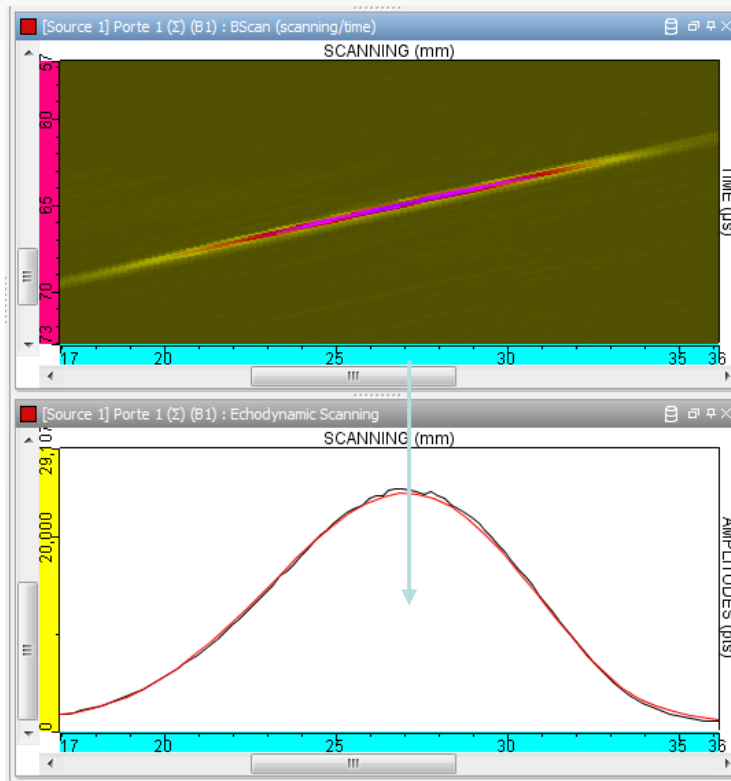 [Source 1] Porte 1 (Σ) (B1) : BScan (scanning/time)
SCANNING (mm)
57
60
65
70
73
TIME (µs)
17 20 25 30 35 36
[Source 1] Porte 1 (Σ) (B1) : Echodynamic Scanning
SCANNING (mm)
29,107
20,000
0
AMPLITUDES (pts)
17 20 25 30 35 36